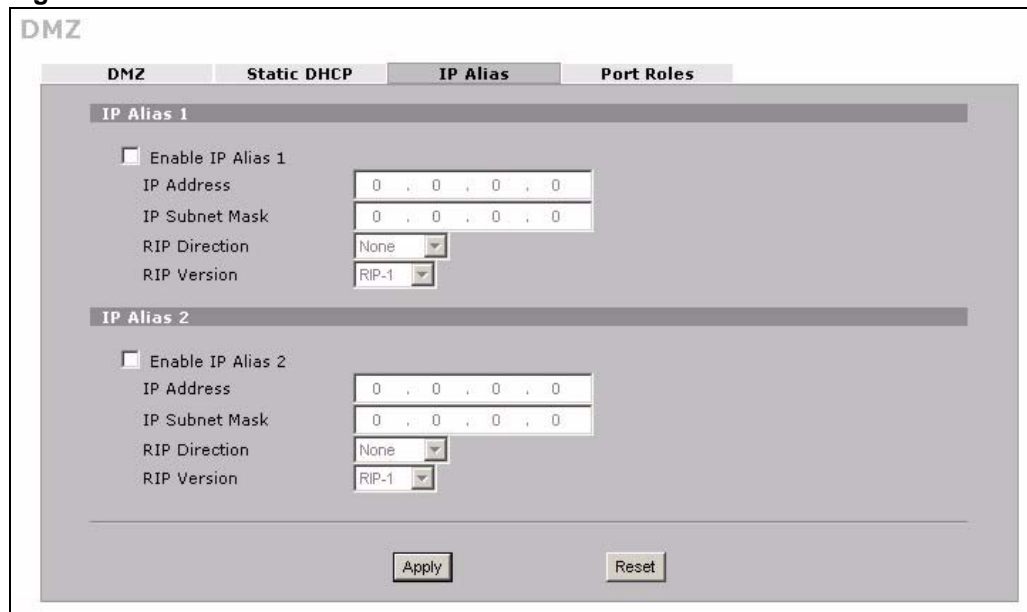 DMZ
DMZ Static DHCP IP Alias Port Roles
IP Alias 1
Enable IP Alias 1
IP Address 0 . 0 . 0 . 0
IP Subnet Mask 0 . 0 . 0 . 0
RIP Direction None
RIP Version RIP-1
IP Alias 2
Enable IP Alias 2
IP Address 0 . 0 . 0 . 0
IP Subnet Mask 0 . 0 . 0 . 0
RIP Direction None
RIP Version RIP-1
Apply Reset